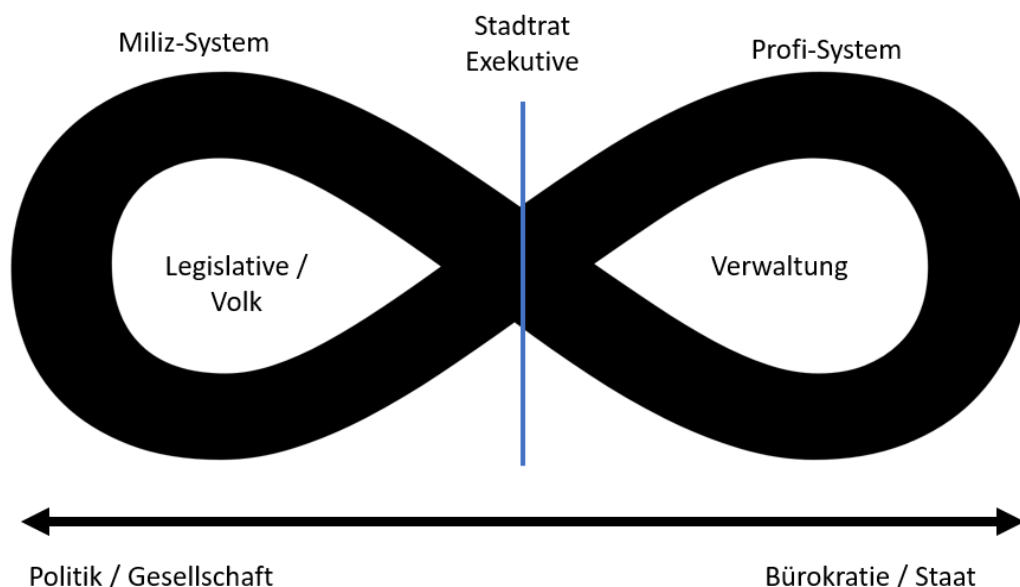 Miliz-System
Stadtrat
Exekutive
Profi-System
Legislative /
Volk
Verwaltung
Politik / Gesellschaft
Bürokratie / Staat